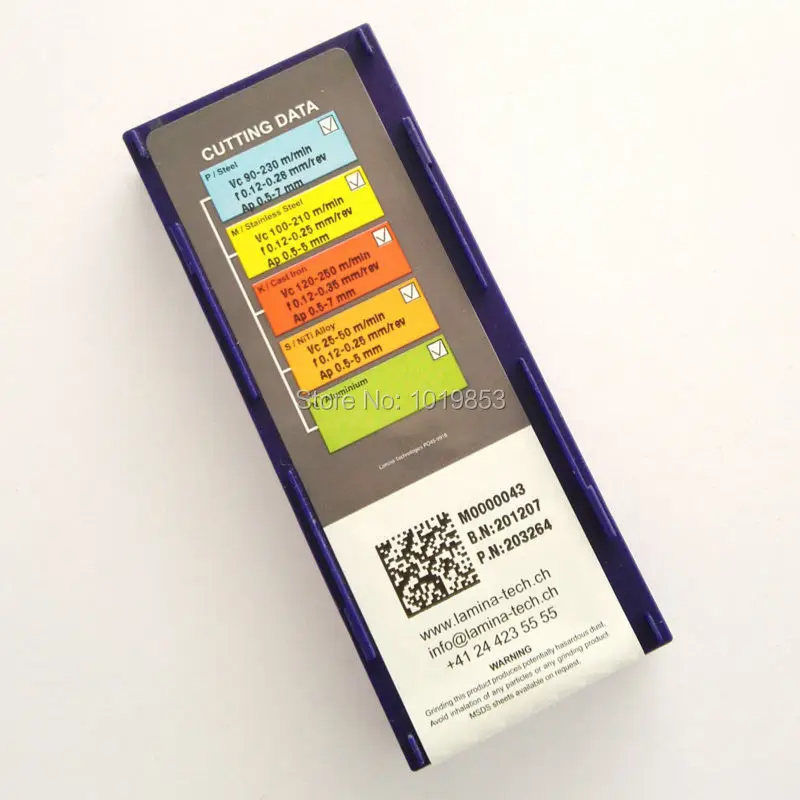 CUTTING DATA
P / Steel
Vc 90-230 m/min
f 0.12-0.28 mm/rev
Ap 0.5-7 mm
M / Stainless Steel
Vc 100-210 m/min
f 0.12-0.25 mm/rev
Ap 0.5-5 mm
K / Cast Iron
Vc 120-250 m/min
f 0.12-0.35 mm/rev
Ap 0.5-7 mm
S / NiTi Alloy
Vc 25-50 m/min
f 0.12-0.25 mm/rev
Ap 0.5-5 mm
Aluminium
Store No: 1019853
Lamina Technologies
M0000043
B.N:201207
P.N:203264
www.lamina-tech.ch
info@lamina-tech.ch
+41 24 423 55 55
WARNING
Grinding this product produces potentially hasardous dust.
Avoid inhalation of any particles or any grinding product
MSDS sheets available on request.